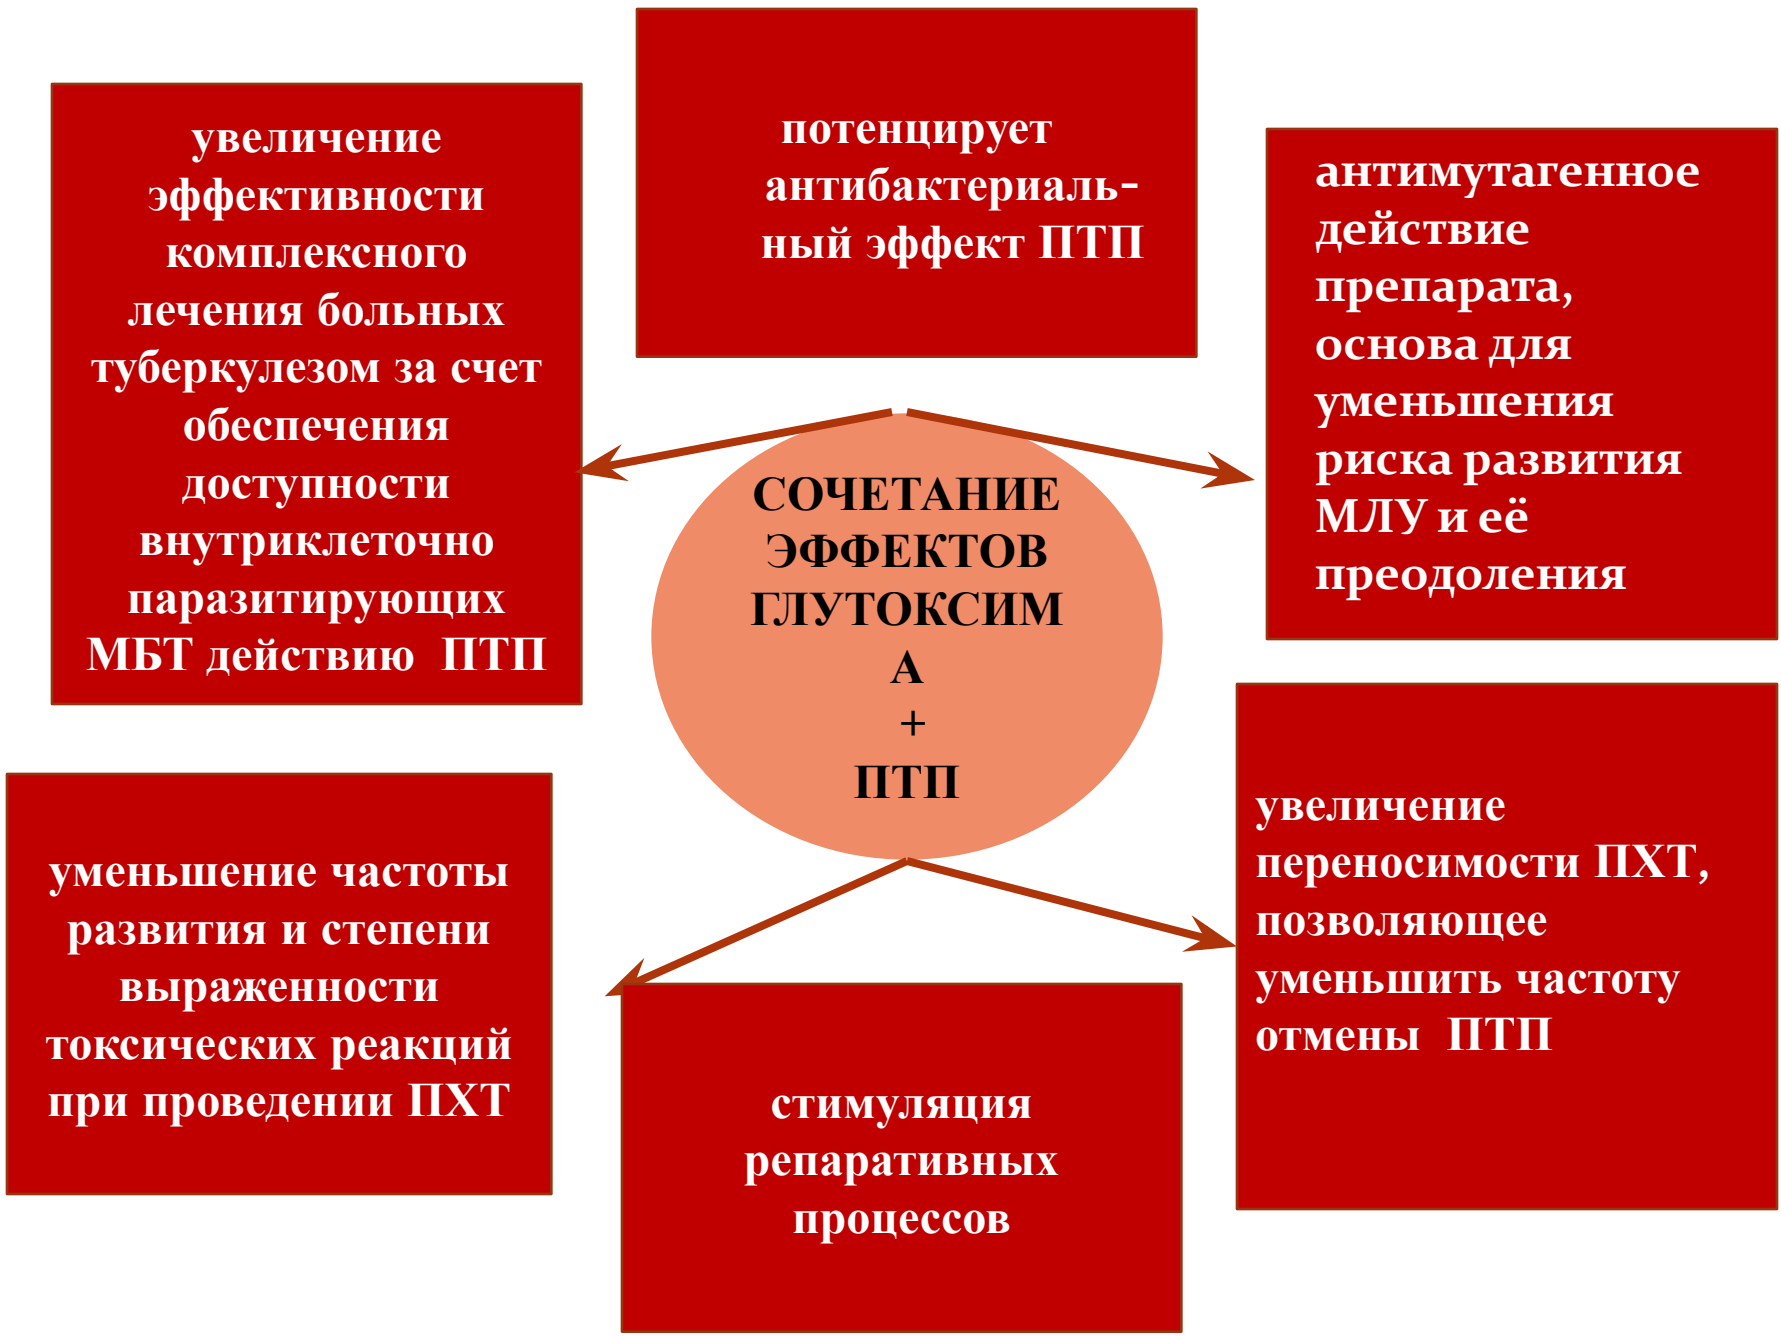 увеличение
эффективности
комплексного
лечения больных
туберкулезом за счет
обеспечения
доступности
внутриклеточно
паразитирующих
МБТ действию ПТП
потенцирует
антибактериаль-
ный эффект ПТП
антимутагенное
действие
препарата,
основа для
уменьшения
риска развития
МЛУ и её
преодоления
СОЧЕТАНИЕ
ЭФФЕКТОВ
ГЛУТОКСИМ
А
+
ПТП
уменьшение частоты
развития и степени
выраженности
токсических реакций
при проведении ПХТ
стимуляция
репаративных
процессов
увеличение
переносимости ПХТ,
позволяющее
уменьшить частоту
отмены ПТП